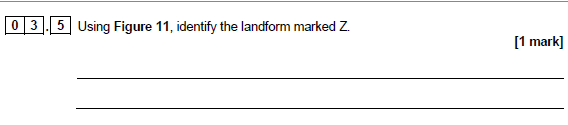 0 3 . 5 Using Figure 11, identify the landform marked Z.
[1 mark]